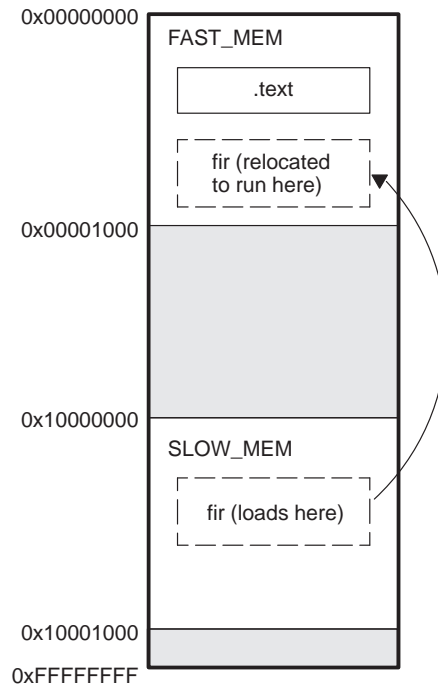 0x00000000
FAST_MEM
.text
fir (relocated
to run here)
0x00001000
0x10000000
SLOW_MEM
fir (loads here)
0x10001000
0xFFFFFFFF